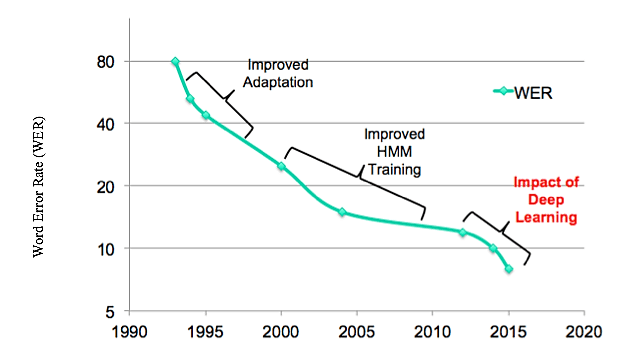 Improved
Adaptation
Improved
HMM
Training
Impact of
Deep
Learning
WER
Word Error Rate (WER)
80
40
20
10
5
1990 1995 2000 2005 2010 2015 2020